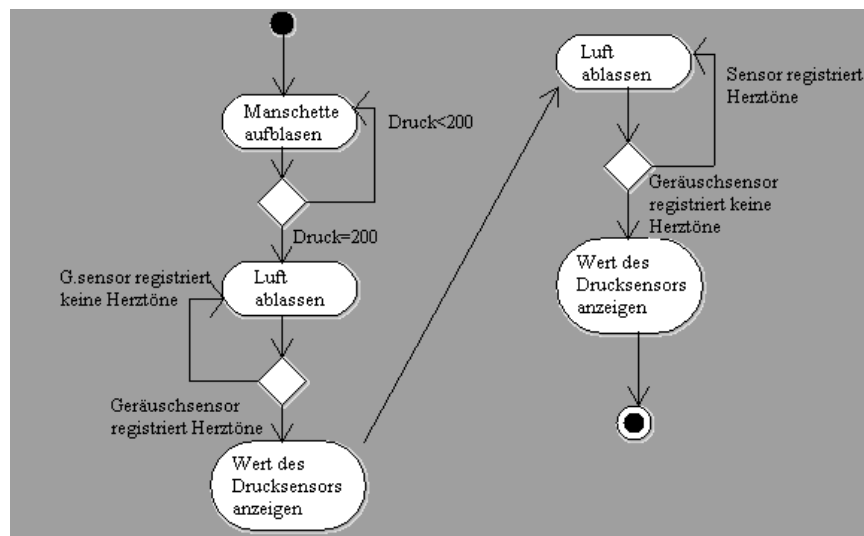 Manschette
aufblasen
Druck<200
Druck=200
G.sensor registriert
keine Herztöne
Luft
ablassen
Geräuschsensor
registriert Herztöne
Wert des
Drucksensors
anzeigen
Luft
ablassen
Sensor registriert
Herztöne
Geräuschsensor
registriert keine
Herztöne
Wert des
Drucksensors
anzeigen